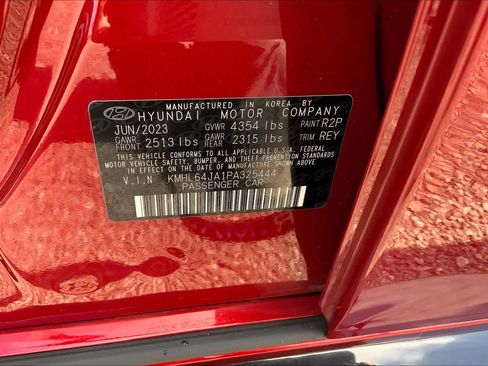 MANUFACTURED IN KOREA BY
HYUNDAI MOTOR COMPANY
JUN/2023 GVWR 4354 lbs PAINT R2P
GAWR FRONT 2513 lbs GAWR REAR 2315 lbs TRIM REY
THIS VEHICLE CONFORMS TO ALL APPLICABLE U.S.A. FEDERAL
MOTOR VEHICLE SAFETY, BUMPER, AND THEFT PREVENTION
STANDARDS IN EFFECT ON THE DATE OF MANUFACTURE SHOWN ABOVE.
V.I.N KMHL64JA1PA325444
PASSENGER CAR